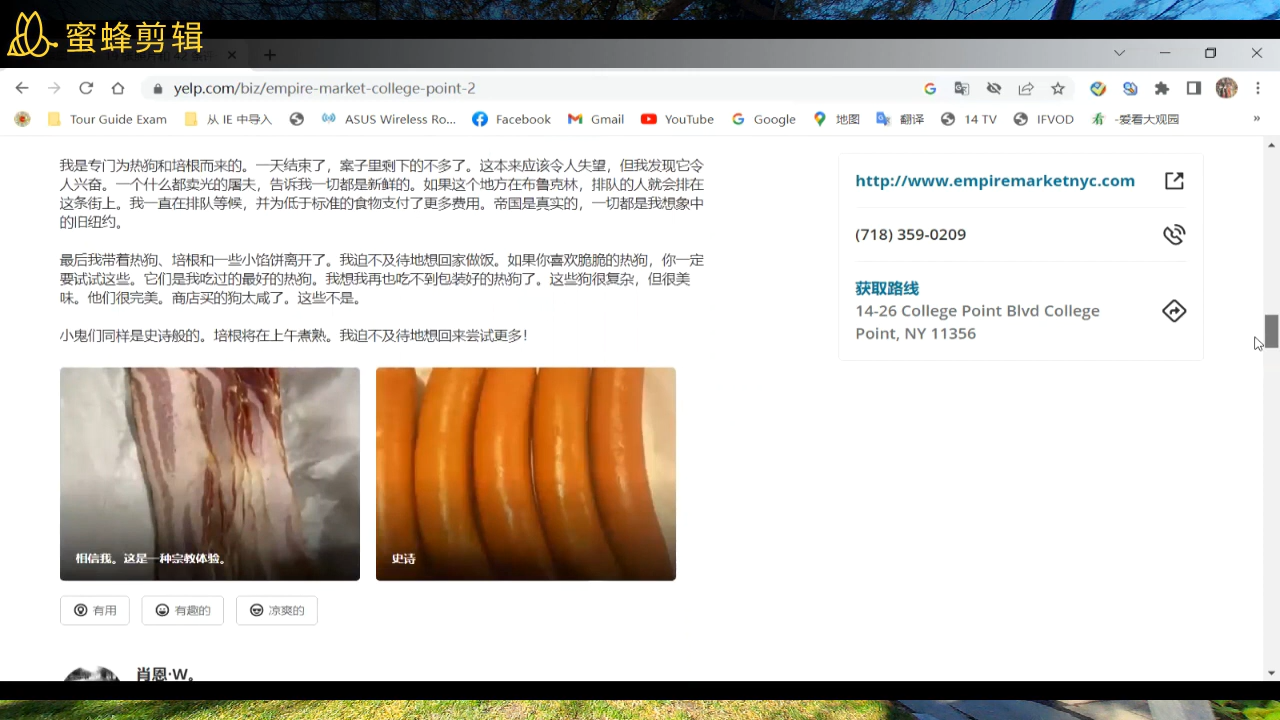 蜜蜂剪辑
yelp.com/biz/empire-market-college-point-2
Tour Guide Exam
从 IE 中导入
ASUS Wireless Ro...
Facebook
Gmail
YouTube
Google
地图
翻译
14 TV
IFVOD
-爱看大观园
»
我是专门为热狗和培根而来的。一天结束了，案子里剩下的不多了。这本来应该令人失望，但我发现它令
人兴奋。一个什么都卖光的屠夫，告诉我一切都是新鲜的。如果这个地方在布鲁克林，排队的人就会排在
这条街上。我一直在排队等候，并为低于标准的食物支付了更多费用。帝国是真实的，一切都是我想象中
的旧纽约。
最后我带着热狗、培根和一些小馅饼离开了。我迫不及待地想回家做饭。如果你喜欢脆脆的热狗，你一定
要试试这些。它们是我吃过的最好的热狗。我想我再也吃不到包装好的热狗了。这些狗很复杂，但很美
味。他们很完美。商店买的狗太咸了。这些不是。
小鬼们同样是史诗般的。培根将在上午煮熟。我迫不及待地想回来尝试更多！
相信我。这是一种宗教体验。
史诗
有用
有趣的
凉爽的
肖恩·W。
http://www.empiremarketnyc.com
(718) 359-0209
获取路线
14-26 College Point Blvd College
Point, NY 11356